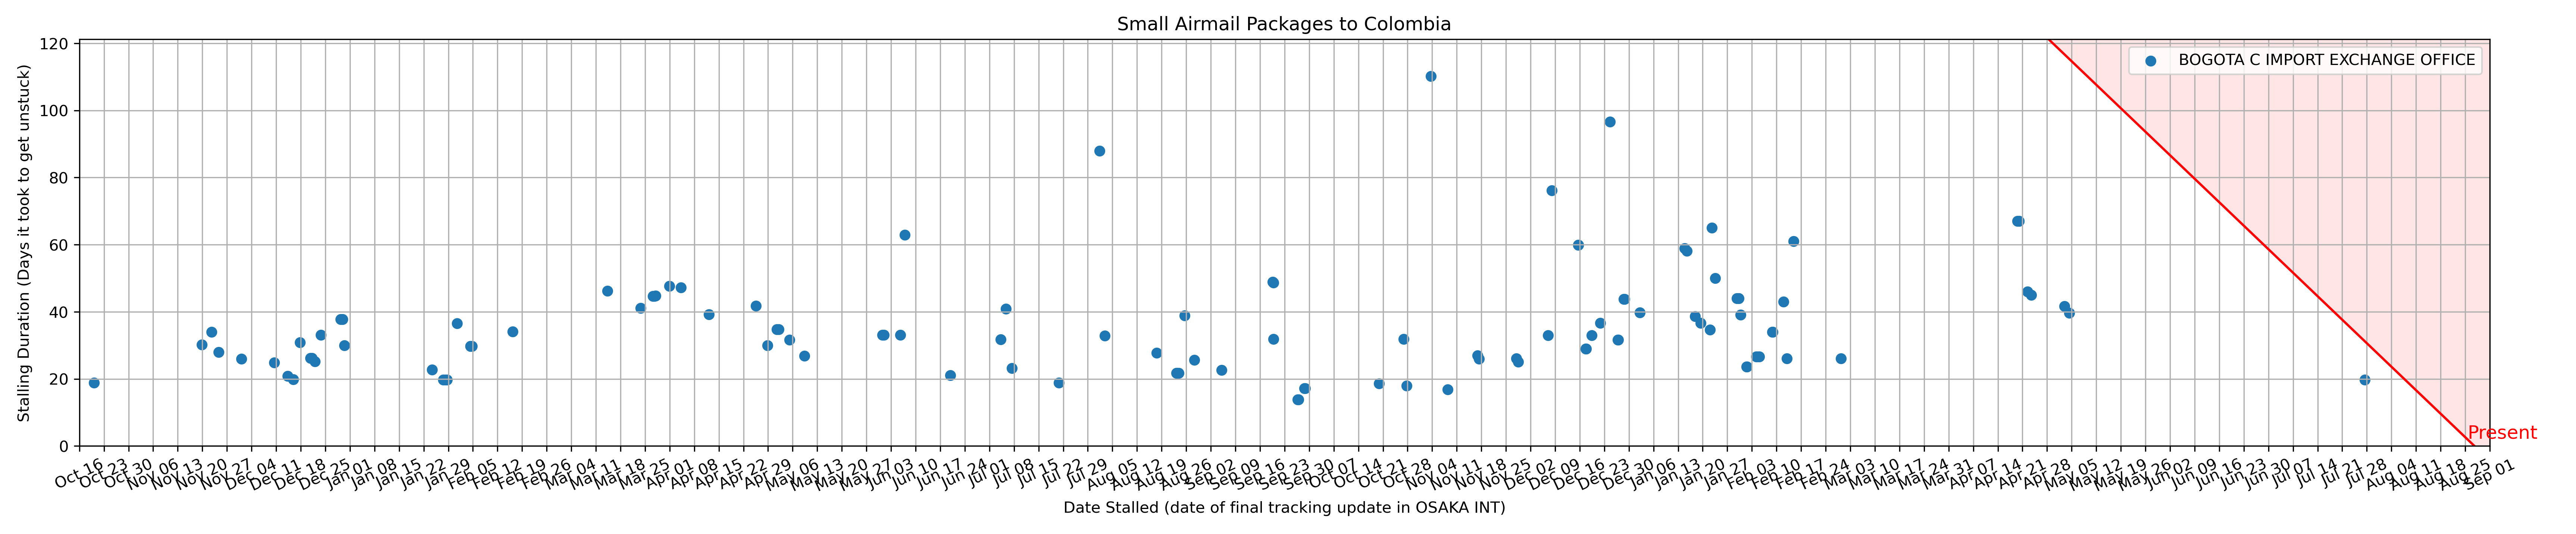 Small Airmail Packages to Colombia
Stalling Duration (Days it took to get unstuck)
120
100
80
60
40
20
0
BOGOTA C IMPORT EXCHANGE OFFICE
Present
Oct 16
Oct 23
Oct 30
Nov 06
Nov 13
Nov 20
Nov 27
Dec 04
Dec 11
Dec 18
Dec 25
Jan 01
Jan 08
Jan 15
Jan 22
Jan 29
Feb 05
Feb 12
Feb 19
Feb 26
Mar 04
Mar 11
Mar 18
Mar 25
Apr 01
Apr 08
Apr 15
Apr 22
Apr 29
May 06
May 13
May 20
May 27
Jun 03
Jun 10
Jun 17
Jun 24
Jul 01
Jul 08
Jul 15
Jul 22
Jul 29
Aug 05
Aug 12
Aug 19
Aug 26
Sep 02
Sep 09
Sep 16
Sep 23
Sep 30
Oct 07
Oct 14
Oct 21
Oct 28
Nov 04
Nov 11
Nov 18
Nov 25
Dec 02
Dec 09
Dec 16
Dec 23
Dec 30
Jan 06
Jan 13
Jan 20
Jan 27
Feb 03
Feb 10
Feb 17
Feb 24
Mar 03
Mar 10
Mar 17
Mar 24
Mar 31
Apr 07
Apr 14
Apr 21
Apr 28
May 05
May 12
May 19
May 26
Jun 02
Jun 09
Jun 16
Jun 23
Jun 30
Jul 07
Jul 14
Jul 21
Jul 28
Aug 04
Aug 11
Aug 18
Aug 25
Sep 01
Date Stalled (date of final tracking update in OSAKA INT)